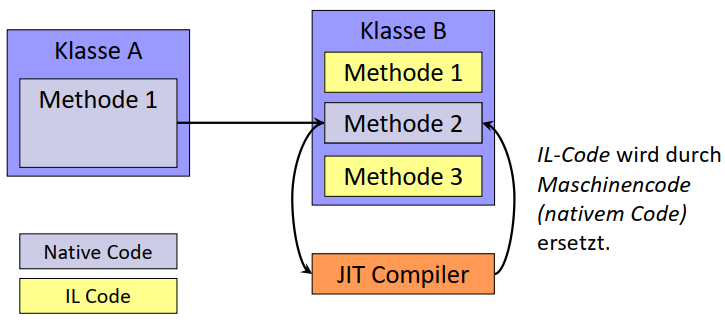 Klasse A
Methode 1
Klasse B
Methode 1
Methode 2
Methode 3
JIT Compiler
IL-Code wird durch
Maschinencode
(nativem Code)
ersetzt.
Native Code
IL Code